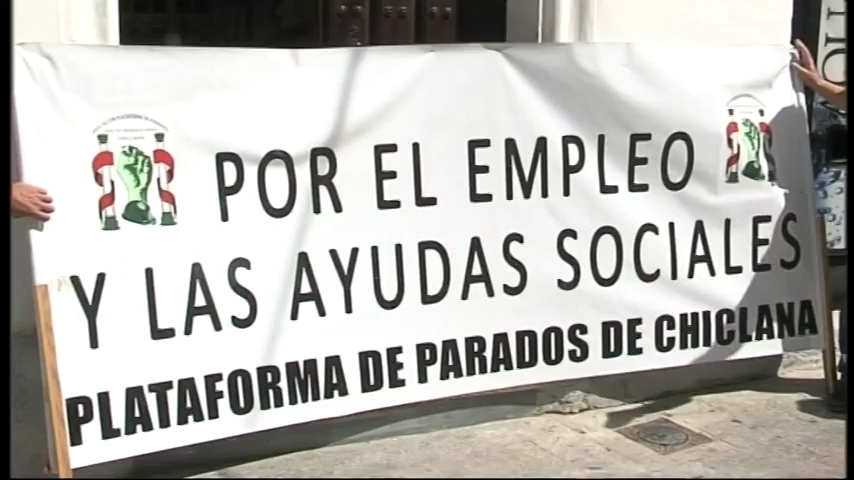 POR EL EMPLEO
Y LAS AYUDAS SOCIALES
PLATAFORMA DE PARADOS DE CHICLANA